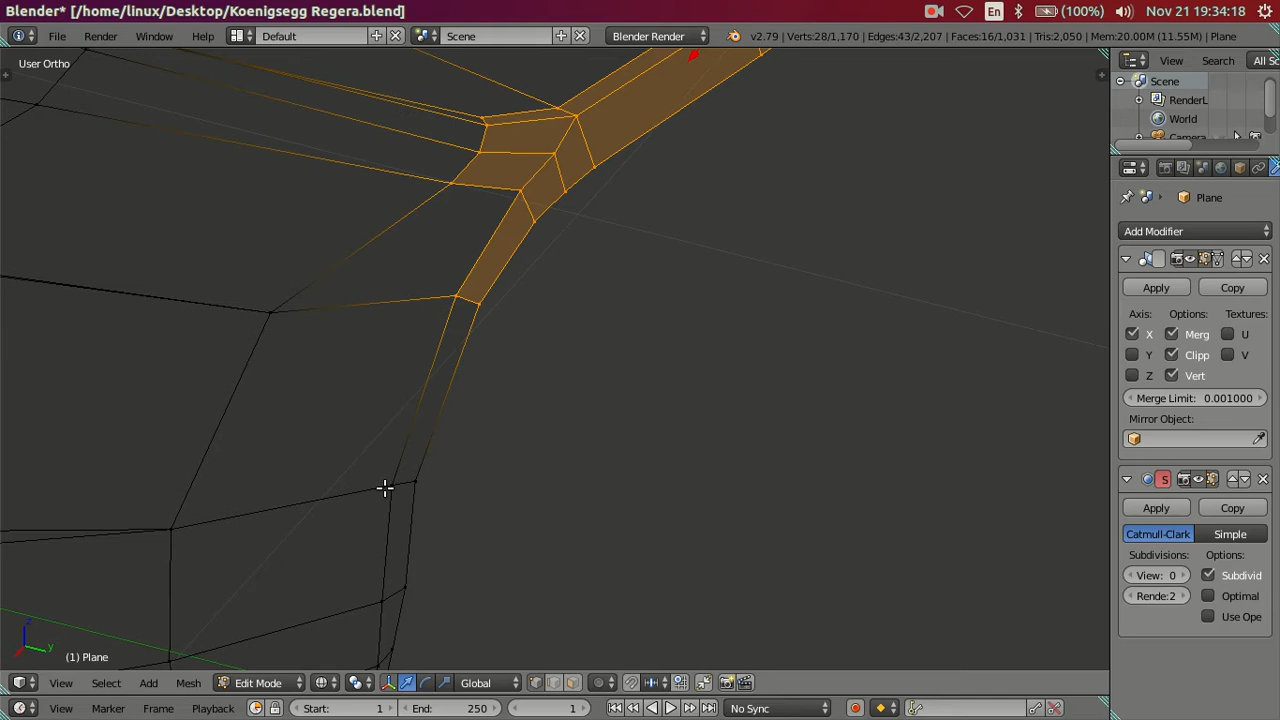 Blender* [/home/linux/Desktop/Koenigsegg Regera.blend]
En (100%) Nov 21 19:34:18
File Render Window Help Default Scene Blender Render v2.79 | Verts:28/1,170 | Edges:43/207 | Faces:16/1,031 | Tris:2,050 | Mem:20.00M (11.55M) | Plane
User Ortho
View Search All Sc
Scene
RenderL
World
Camera
Plane
Add Modifier
Apply Copy
Axis: Options: Textures:
X Merg U
Y Clipp V
Z Vert
Merge Limit: 0.001000
Mirror Object:
S
Apply Copy
Catmull-Clark Simple
Subdivisions: Options:
View: 0 Subdivid
Rende:2 Optimal
Use Ope
z
y
(1) Plane
View Select Add Mesh Edit Mode Global
View Marker Frame Playback Start: 1 End: 250 1 No Sync